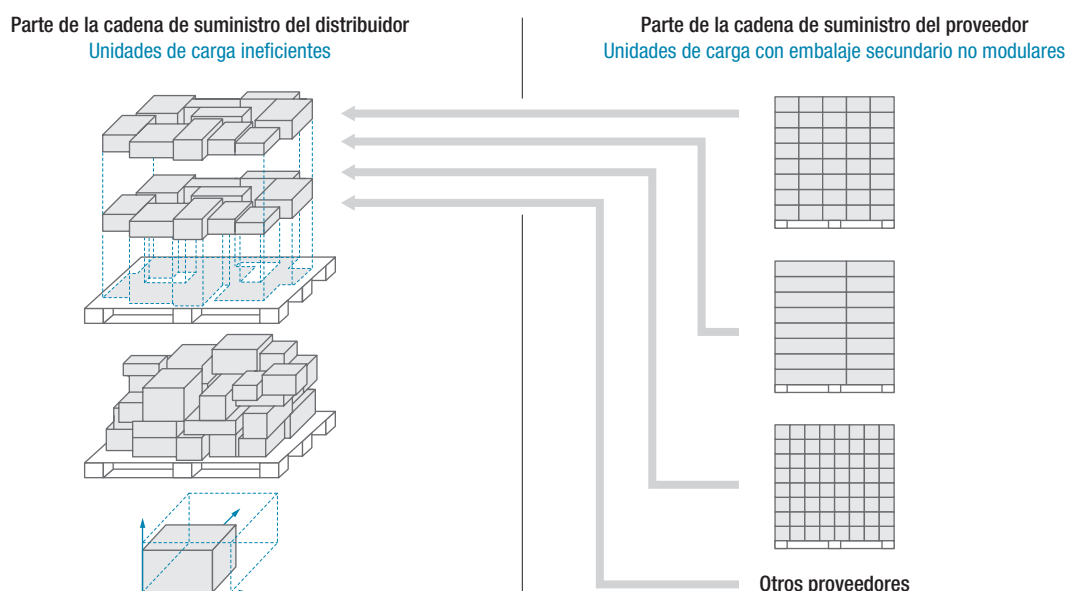 Parte de la cadena de suministro del distribuidor
Unidades de carga ineficientes
Parte de la cadena de suministro del proveedor
Unidades de carga con embalaje secundario no modulares
Otros proveedores